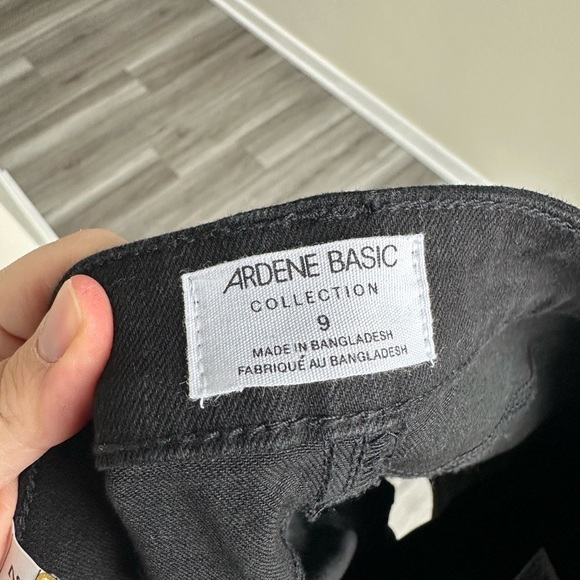 ARDENE BASIC
COLLECTION
9
MADE IN BANGLADESH
FABRIQUÉ AU BANGLADESH